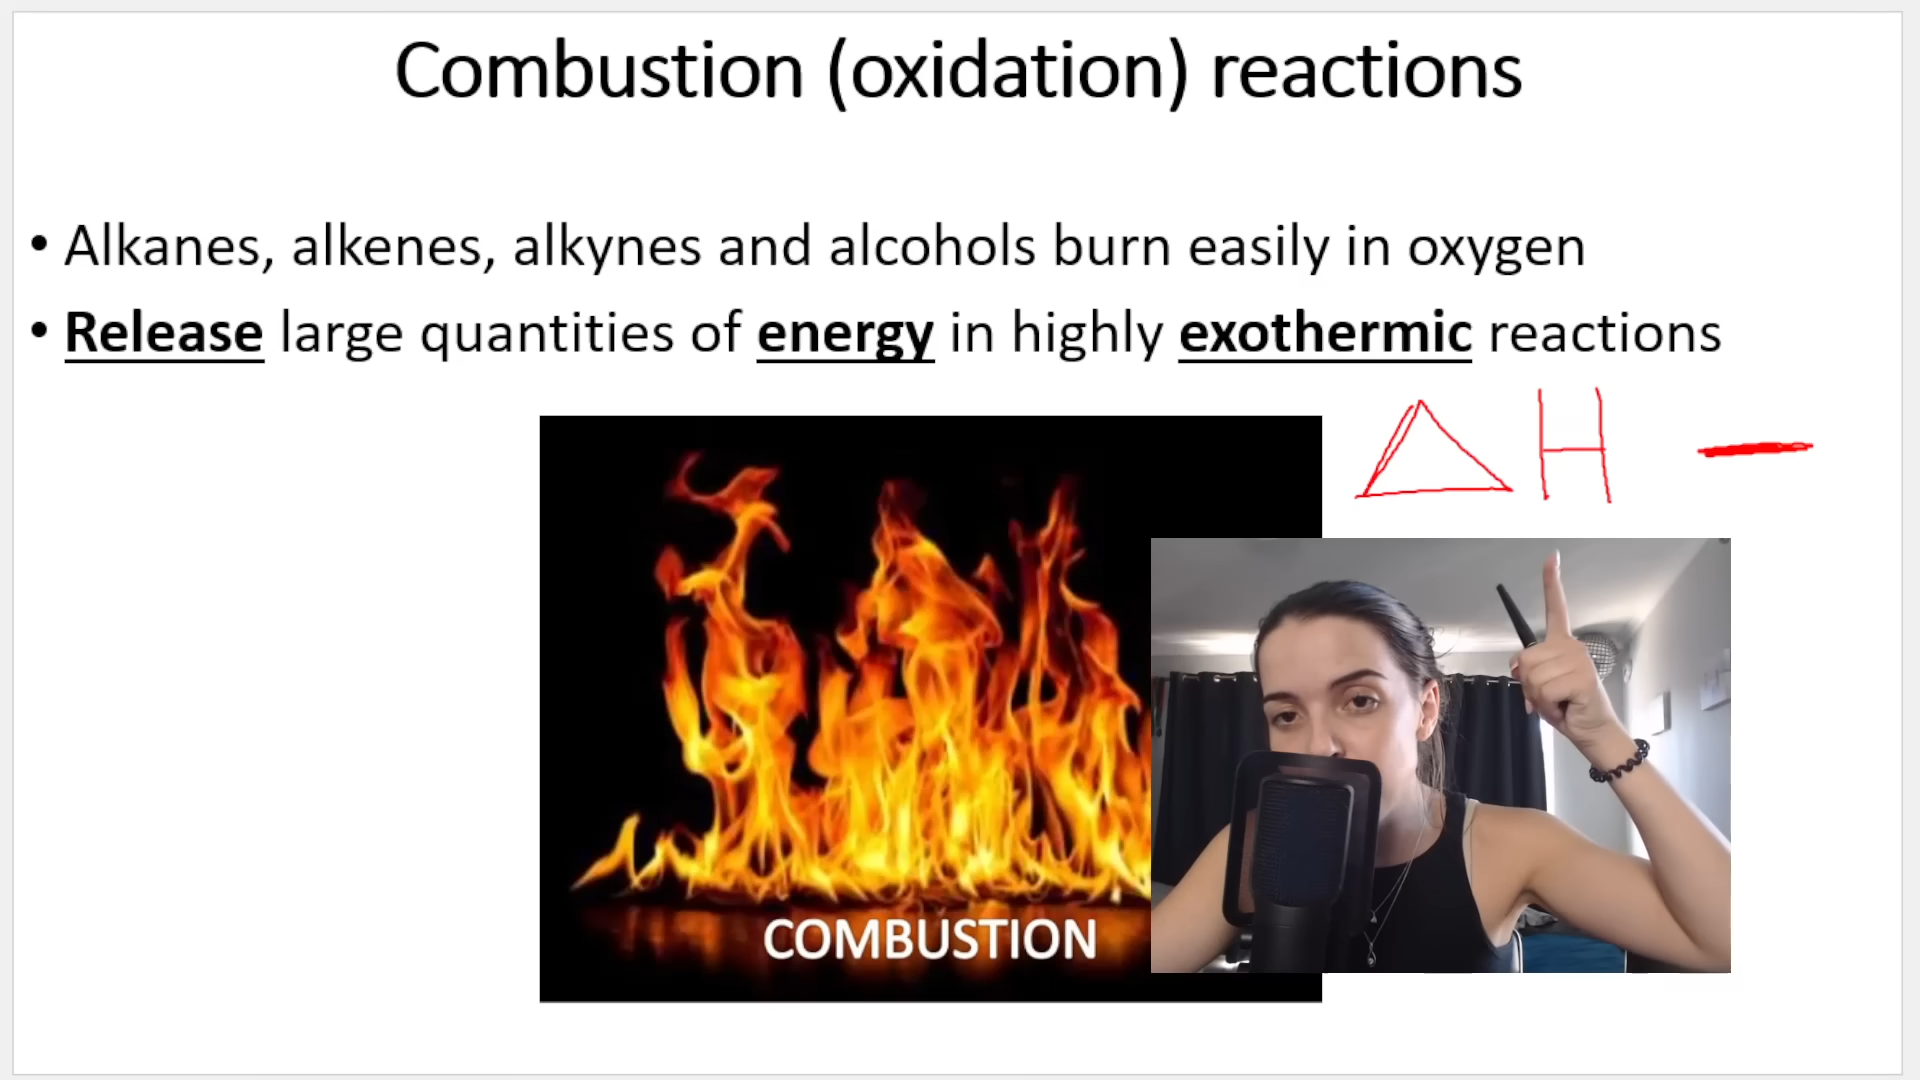 Combustion (oxidation) reactions
• Alkanes, alkenes, alkynes and alcohols burn easily in oxygen
• Release large quantities of energy in highly exothermic reactions
ΔH −
COMBUSTION